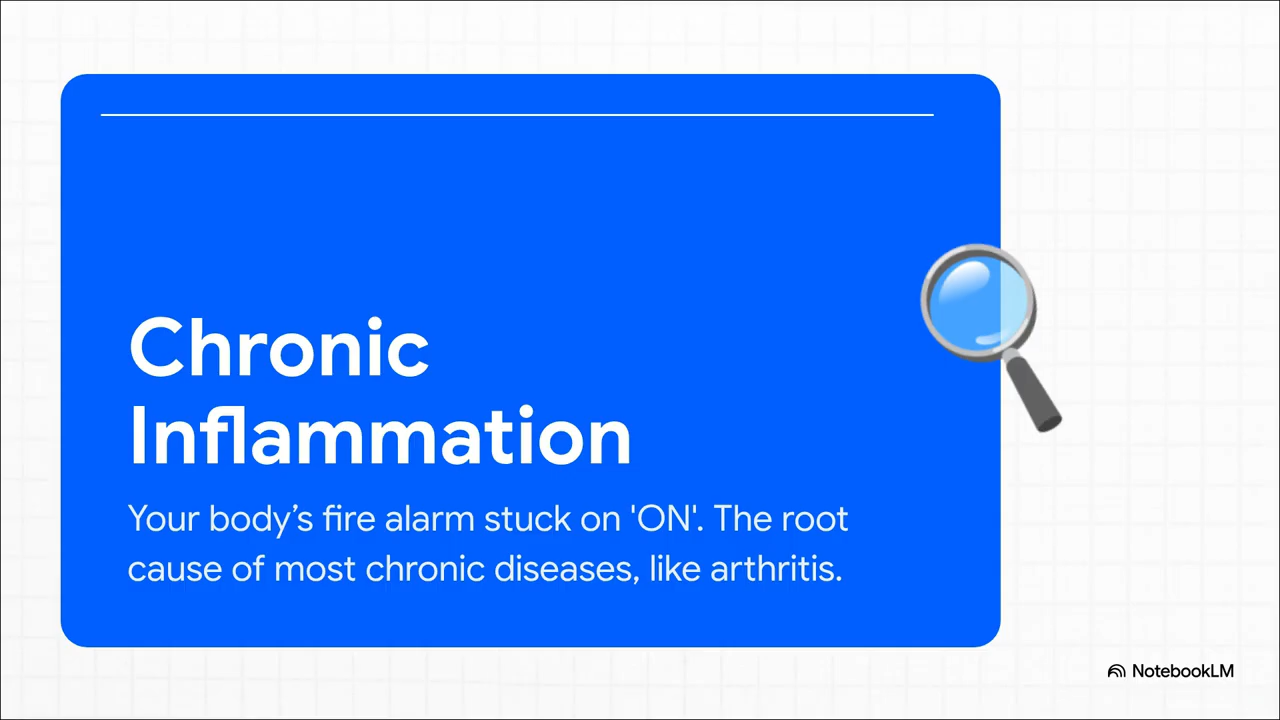 Chronic
Inflammation
Your body’s fire alarm stuck on 'ON'. The root
cause of most chronic diseases, like arthritis.
NotebookLM